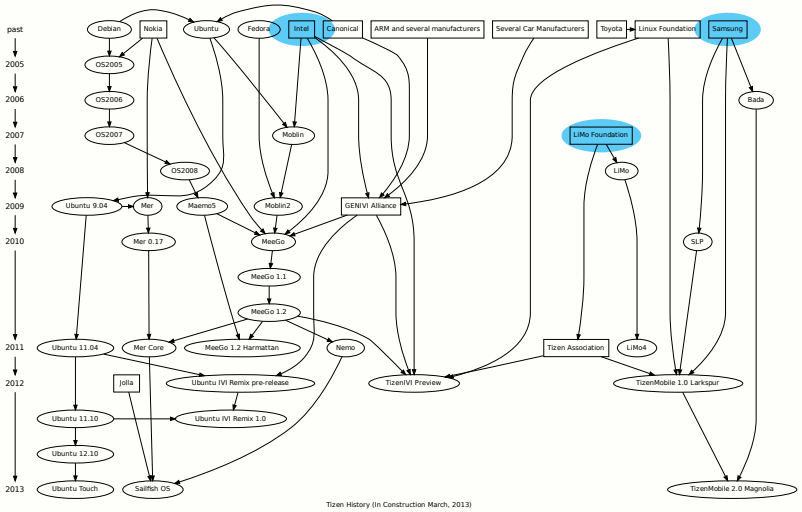 past Debian Nokia Ubuntu Fedora Intel Canonical ARM and several manufacturers Several Car Manufacturers Toyota Linux Foundation Samsung
2005 OS2005
2006 OS2006 Bada
2007 OS2007 Moblin LiMo Foundation
2008 OS2008 LiMo
2009 Ubuntu 9.04 Mer Maemo5 Moblin2 GENIVI Alliance
2010 Mer 0.17 MeeGo SLP
MeeGo 1.1
MeeGo 1.2
2011 Ubuntu 11.04 Mer Core MeeGo 1.2 Harmattan Nemo Tizen Association LiMo4
2012 Jolla Ubuntu IVI Remix pre-release TizenIVI Preview TizenMobile 1.0 Larkspur
Ubuntu 11.10 Ubuntu IVI Remix 1.0
Ubuntu 12.10
2013 Ubuntu Touch Sailfish OS TizenMobile 2.0 Magnolia
Tizen History (In Construction March, 2013)